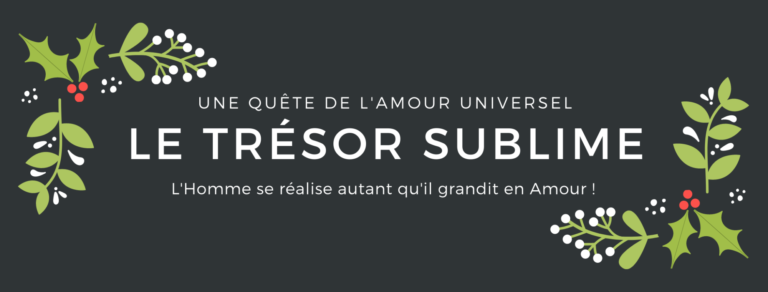 UNE QUÊTE DE L'AMOUR UNIVERSEL
LE TRÉSOR SUBLIME
L'Homme se réalise autant qu'il grandit en Amour !